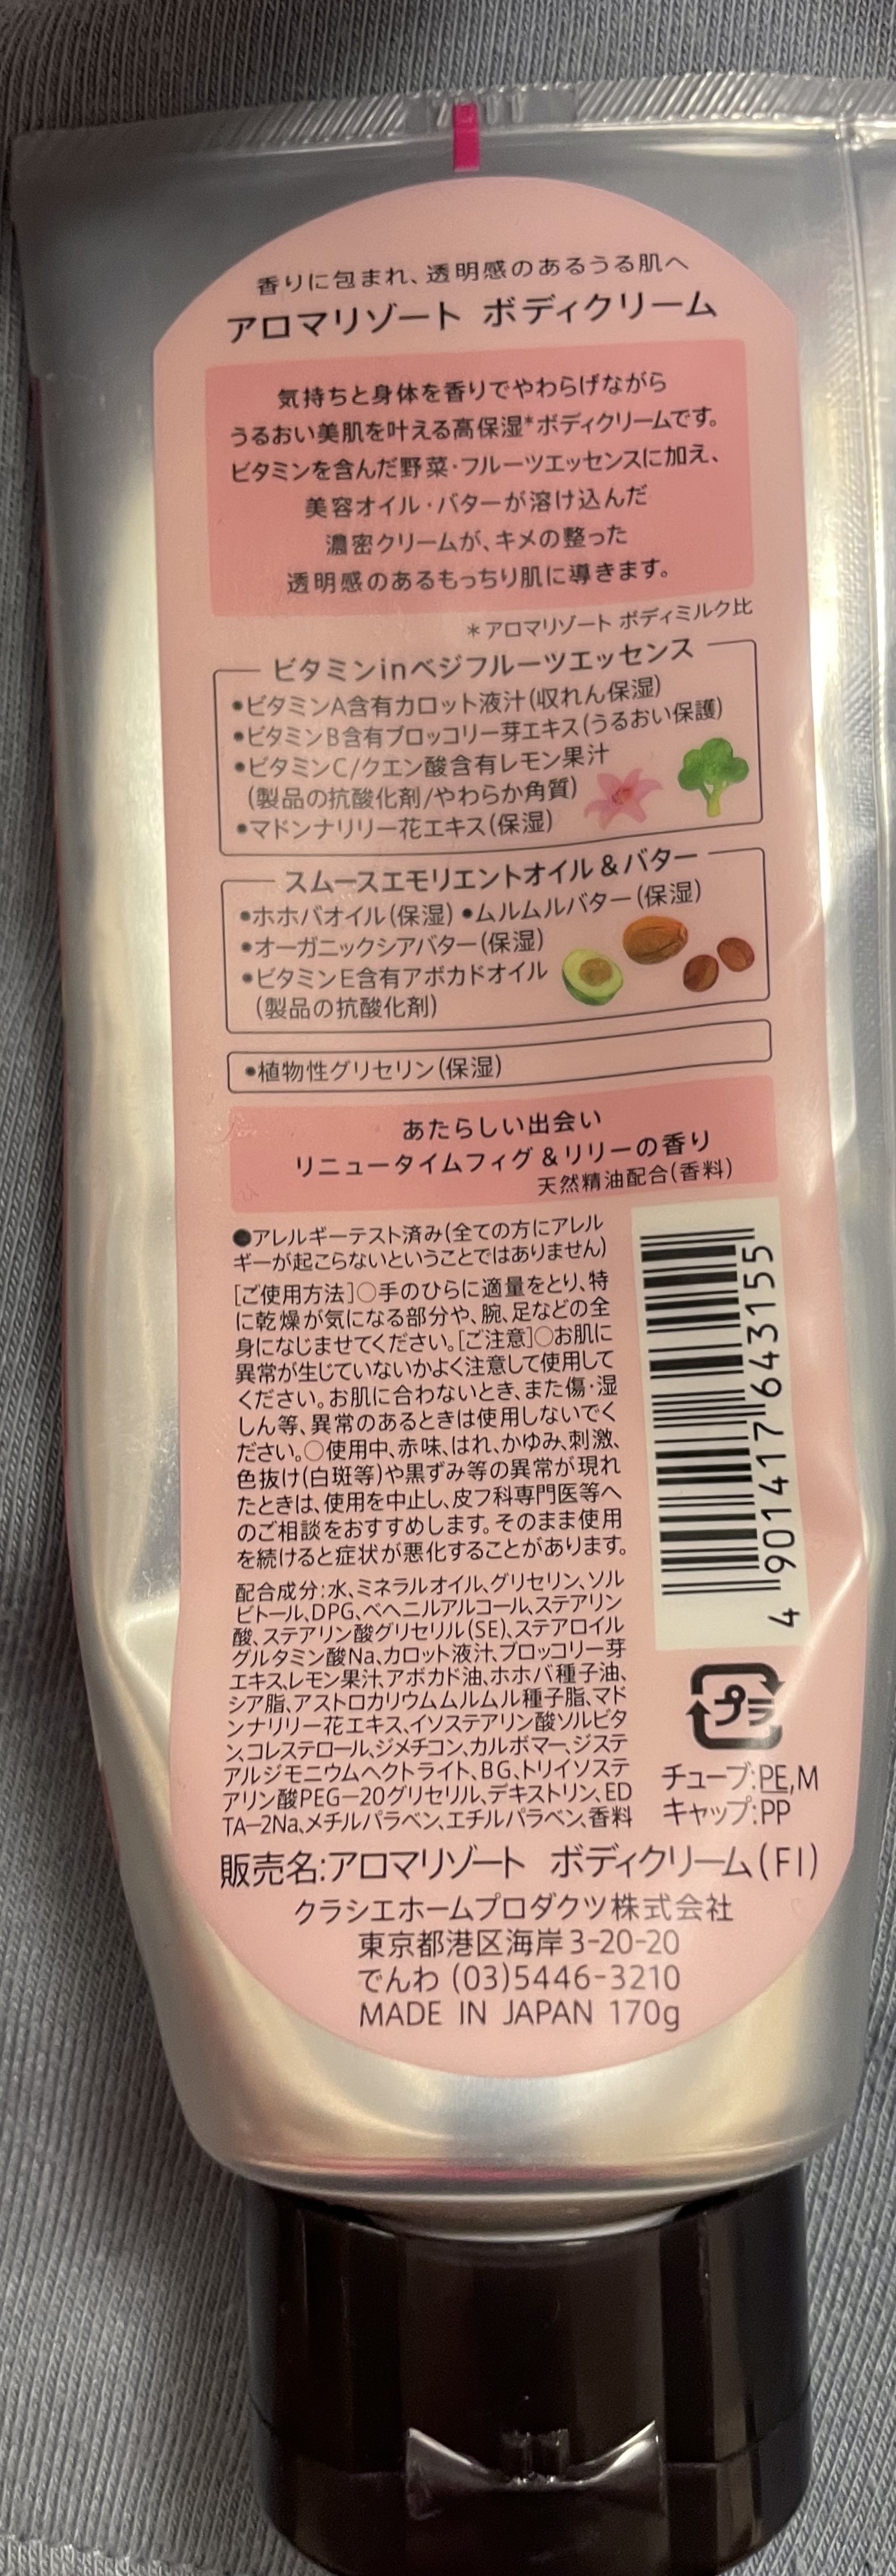 香りに包まれ、透明感のあるうる肌へ
アロマリゾート ボディクリーム
気持ちと身体を香りでやわらげながら
うるおい美肌を叶える高保湿*ボディクリームです。
ビタミンを含んだ野菜・フルーツエッセンスに加え、
美容オイル・バターが溶け込んだ
濃密クリームが、キメの整った
透明感のあるもっちり肌に導きます。
*アロマリゾート ボディミルク比
ビタミンinベジフルーツエッセンス
●ビタミンA含有カロット液汁(収れん保湿)
●ビタミンB含有ブロッコリー芽エキス(うるおい保護)
●ビタミンC/クエン酸含有レモン果汁
(製品の抗酸化剤/やわらか角質)
●マドンナリリー花エキス(保湿)
スムースエモリエントオイル&バター
●ホホバオイル(保湿) ●ムルムルバター(保湿)
●オーガニックシアバター(保湿)
●ビタミンE含有アボカドオイル
(製品の抗酸化剤)
●植物性グリセリン(保湿)
あたらしい出会い
リニュータイムフィグ&リリーの香り
天然精油配合(香料)
●アレルギーテスト済み(全ての方にアレル
ギーが起こらないということではありません)
[ご使用方法]○手のひらに適量をとり、特
に乾燥が気になる部分や、腕、足などの全
身になじませてください。[ご注意]○お肌に
異常が生じていないかよく注意して使用して
ください。お肌に合わないとき、また傷・湿
しん等、異常のあるときは使用しないでく
ださい。○使用中、赤味、はれ、かゆみ、刺激、
色抜け(白斑等)や黒ずみ等の異常が現れ
たときは、使用を中止し、皮フ科専門医等へ
のご相談をおすすめします。そのまま使用
を続けると症状が悪化することがあります。
配合成分:水、ミネラルオイル、グリセリン、ソル
ビトール、DPG、ベヘニルアルコール、ステアリン
酸、ステアリン酸グリセリル(SE)、ステアロイル
グルタミン酸Na、カロット液汁、ブロッコリー芽
エキス、レモン果汁、アボカド油、ホホバ種子油、
シア脂、アストロカリウムムルムル種子脂、マド
ンナリリー花エキス、イソステアリン酸ソルビタ
ン、コレステロール、ジメチコン、カルボマー、ジステ
アルジモニウムヘクトライト、BG、トリイソステ
アリン酸PEG-20グリセリル、デキストリン、ED
TA-2Na、メチルパラベン、エチルパラベン、香料
4 901417 643155
プラ
チューブ:PE,M
キャップ:PP
販売名:アロマリゾート ボディクリーム(FI)
クラシエホームプロダクツ株式会社
東京都港区海岸3-20-20
でんわ (03)5446-3210
MADE IN JAPAN 170g